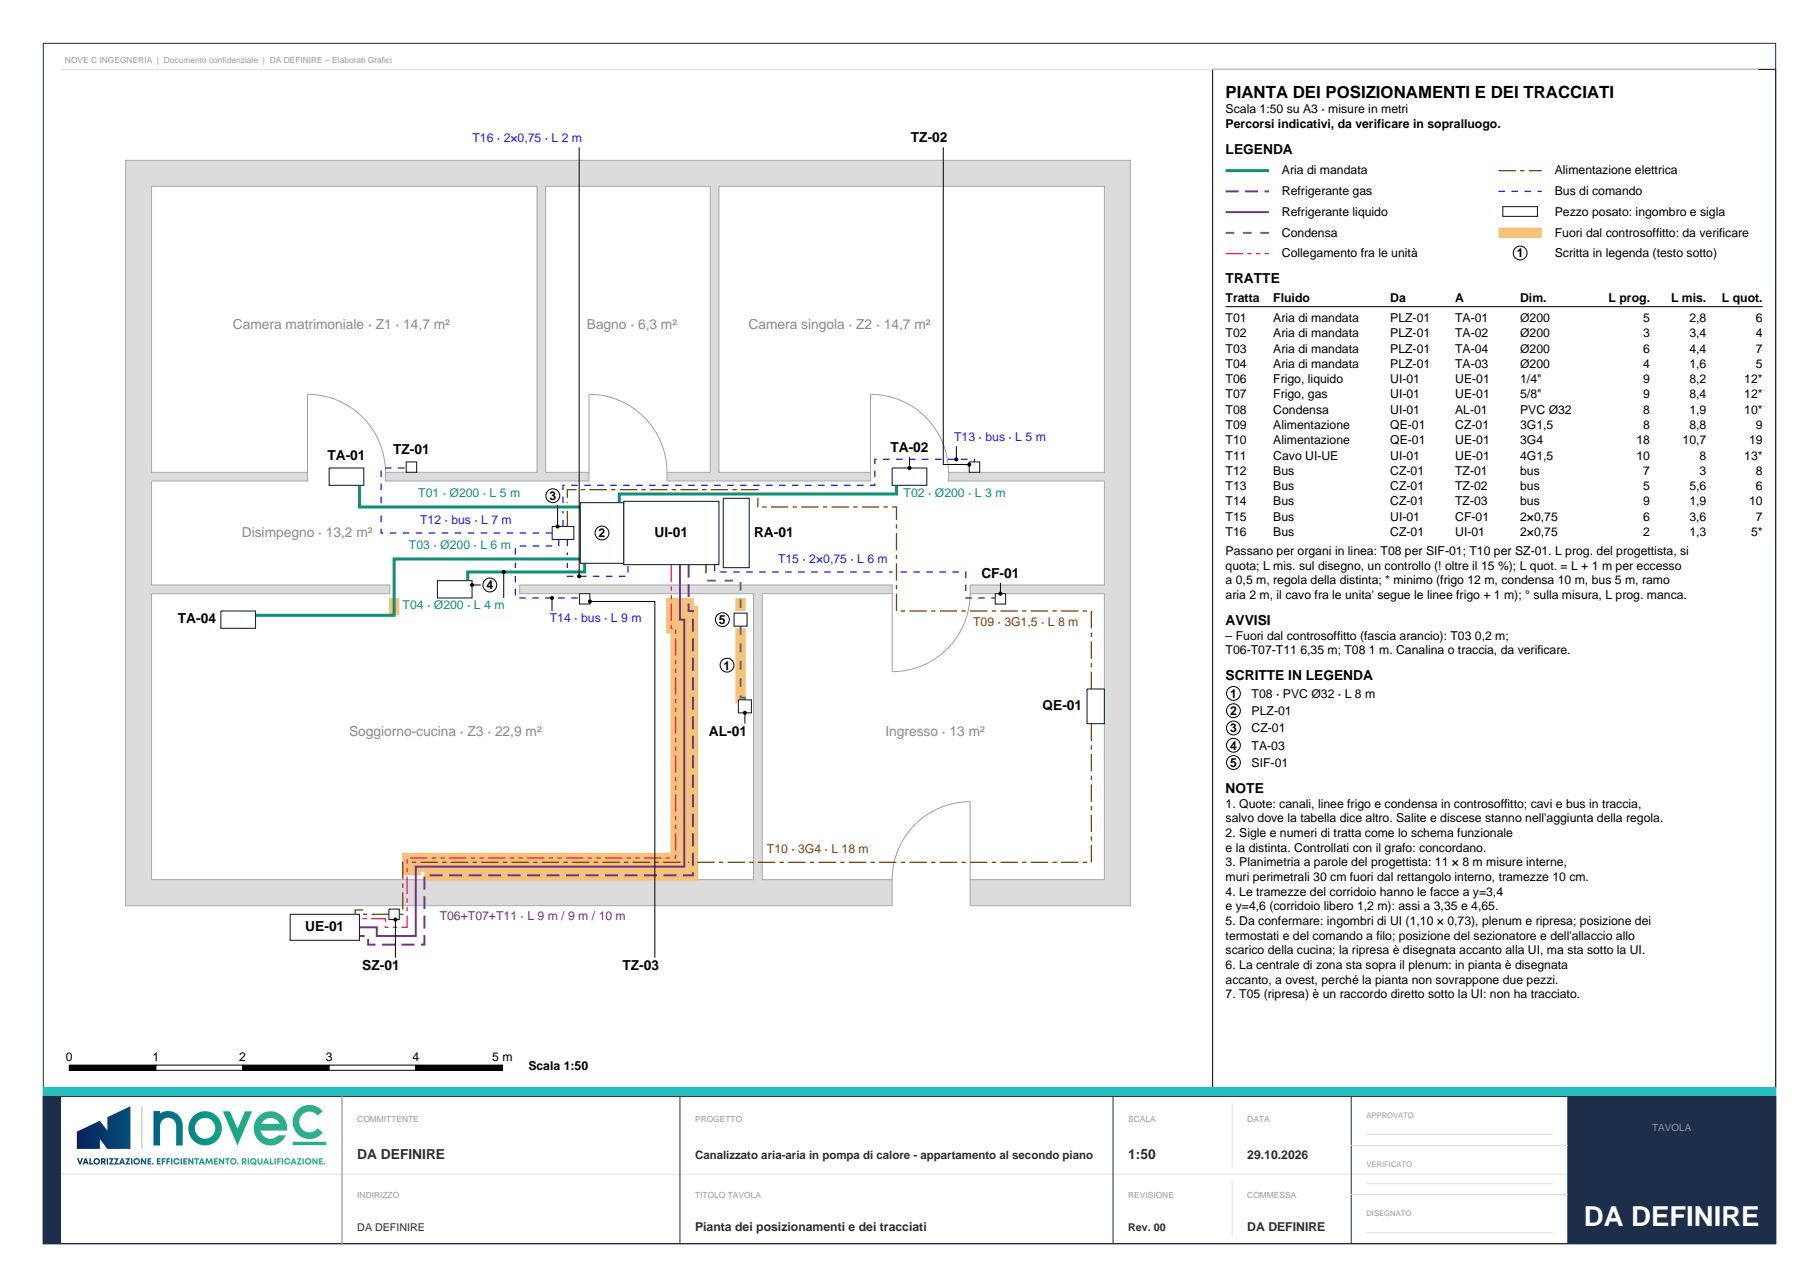 NOVE C INGEGNERIA | Documento confidenziale | DA DEFINIRE – Elaborati Grafici
T16 · 2x0,75 · L 2 m
TZ-02
Camera matrimoniale · Z1 · 14,7 m²
Bagno · 6,3 m²
Camera singola · Z2 · 14,7 m²
TA-01
TZ-01
TA-02
T13 · bus · L 5 m
T01 · Ø200 · L 5 m
3
T02 · Ø200 · L 3 m
T12 · bus · L 7 m
Disimpegno · 13,2 m²
2
UI-01
RA-01
T03 · Ø200 · L 6 m
T15 · 2x0,75 · L 6 m
CF-01
4
T04 · Ø200 · L 4 m
TA-04
T14 · bus · L 9 m
5
T09 · 3G1,5 · L 8 m
1
QE-01
Soggiorno-cucina · Z3 · 22,9 m²
AL-01
Ingresso · 13 m²
T10 · 3G4 · L 18 m
UE-01
T06+T07+T11 · L 9 m / 9 m / 10 m
SZ-01
TZ-03
0 1 2 3 4 5 m
Scala 1:50
PIANTA DEI POSIZIONAMENTI E DEI TRACCIATI
Scala 1:50 su A3 · misure in metri
Percorsi indicativi, da verificare in sopralluogo.
LEGENDA
Aria di mandata
Alimentazione elettrica
Refrigerante gas
Bus di comando
Refrigerante liquido
Pezzo posato: ingombro e sigla
Condensa
Fuori dal controsoffitto: da verificare
Collegamento fra le unità
1 Scritta in legenda (testo sotto)
TRATTE
Tratta Fluido Da A Dim. L prog. L mis. L quot.
T01 Aria di mandata PLZ-01 TA-01 Ø200 5 2,8 6
T02 Aria di mandata PLZ-01 TA-02 Ø200 3 3,4 4
T03 Aria di mandata PLZ-01 TA-04 Ø200 6 4,4 7
T04 Aria di mandata PLZ-01 TA-03 Ø200 4 1,6 5
T06 Frigo, liquido UI-01 UE-01 1/4" 9 8,2 12*
T07 Frigo, gas UI-01 UE-01 5/8" 9 8,4 12*
T08 Condensa UI-01 AL-01 PVC Ø32 8 1,9 10*
T09 Alimentazione QE-01 CZ-01 3G1,5 8 8,8 9
T10 Alimentazione QE-01 UE-01 3G4 18 10,7 19
T11 Cavo UI-UE UI-01 UE-01 4G1,5 10 8 13*
T12 Bus CZ-01 TZ-01 bus 7 3 8
T13 Bus CZ-01 TZ-02 bus 5 5,6 6
T14 Bus CZ-01 TZ-03 bus 9 1,9 10
T15 Bus UI-01 CF-01 2×0,75 6 3,6 7
T16 Bus CZ-01 UI-01 2×0,75 2 1,3 5*
Passano per organi in linea: T08 per SIF-01; T10 per SZ-01. L prog. del progettista, si
quota; L mis. sul disegno, un controllo (! oltre il 15 %); L quot. = L + 1 m per eccesso
a 0,5 m, regola della distinta; * minimo (frigo 12 m, condensa 10 m, bus 5 m, ramo
aria 2 m, il cavo fra le unita' segue le linee frigo + 1 m); ° sulla misura, L prog. manca.
AVVISI
– Fuori dal controsoffitto (fascia arancio): T03 0,2 m;
T06-T07-T11 6,35 m; T08 1 m. Canalina o traccia, da verificare.
SCRITTE IN LEGENDA
1 T08 · PVC Ø32 · L 8 m
2 PLZ-01
3 CZ-01
4 TA-03
5 SIF-01
NOTE
1. Quote: canali, linee frigo e condensa in controsoffitto; cavi e bus in traccia,
salvo dove la tabella dice altro. Salite e discese stanno nell'aggiunta della regola.
2. Sigle e numeri di tratta come lo schema funzionale
e la distinta. Controllati con il grafo: concordano.
3. Planimetria a parole del progettista: 11 × 8 m misure interne,
muri perimetrali 30 cm fuori dal rettangolo interno, tramezze 10 cm.
4. Le tramezze del corridoio hanno le facce a y=3,4
e y=4,6 (corridoio libero 1,2 m): assi a 3,35 e 4,65.
5. Da confermare: ingombri di UI (1,10 × 0,73), plenum e ripresa; posizione dei
termostati e del comando a filo; posizione del sezionatore e dell'allaccio allo
scarico della cucina; la ripresa è disegnata accanto alla UI, ma sta sotto la UI.
6. La centrale di zona sta sopra il plenum: in pianta è disegnata
accanto, a ovest, perché la pianta non sovrappone due pezzi.
7. T05 (ripresa) è un raccordo diretto sotto la UI: non ha tracciato.
novec
VALORIZZAZIONE. EFFICIENTAMENTO. RIQUALIFICAZIONE.
COMMITTENTE
DA DEFINIRE
INDIRIZZO
DA DEFINIRE
PROGETTO
Canalizzato aria-aria in pompa di calore - appartamento al secondo piano
TITOLO TAVOLA
Pianta dei posizionamenti e dei tracciati
SCALA
1:50
DATA
29.10.2026
REVISIONE
Rev. 00
COMMESSA
DA DEFINIRE
APPROVATO
VERIFICATO
DISEGNATO
TAVOLA
DA DEFINIRE